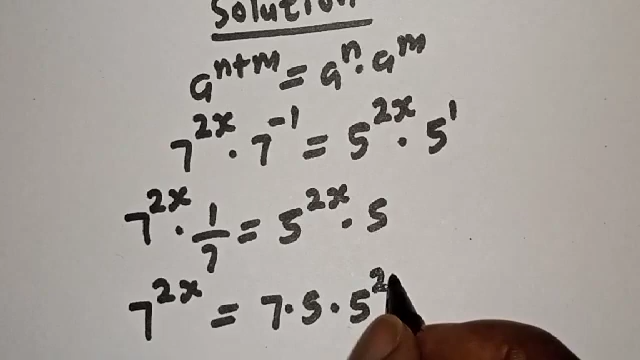 Solution
a^{n+m} = a^n · a^m
7^{2x} · 7^{-1} = 5^{2x} · 5^1
7^{2x} · \frac{1}{7} = 5^{2x} · 5
7^{2x} = 7 · 5 · 5^2